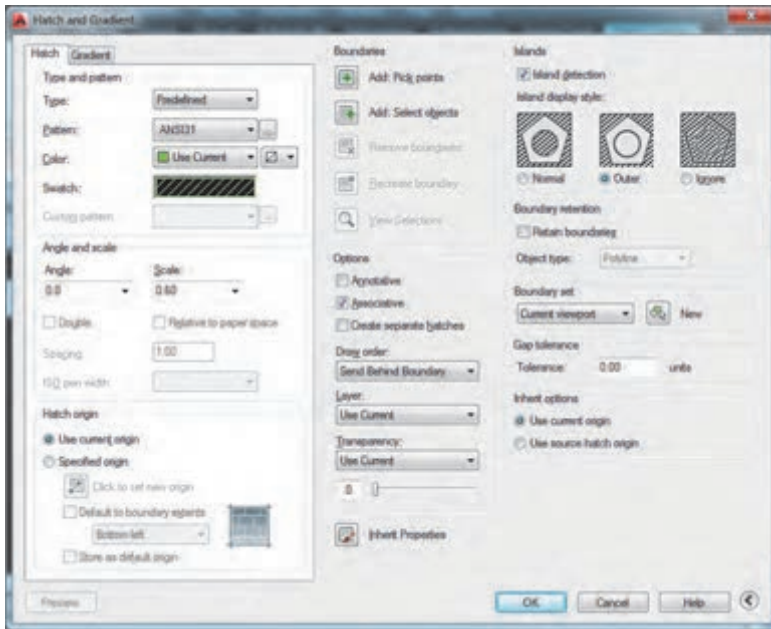 Hatch and Gradient
Hatch
Gradient
Type and pattern
Type:
Predefined
Pattern:
ANSI31
Color:
Use Current
Swatch:
Custom pattern:
Angle and scale
Angle:
Scale:
0.0
0.60
Double
Relative to paper space
Spacing:
1.00
ISO pen width:
Hatch origin
Use current origin
Specified origin
Click to set new origin
Default to boundary extents
Bottom left
Store as default origin
Preview
Boundaries
Add: Pick points
Add: Select objects
Remove boundaries
Recreate boundary
View Selections
Options
Annotative
Associative
Create separate hatches
Draw order:
Send Behind Boundary
Layer:
Use Current
Transparency:
Use Current
0
Inherit Properties
Islands
Island detection
Island display style:
Normal
Outer
Ignore
Boundary retention
Retain boundaries
Object type:
Polyline
Boundary set
Current viewport
New
Gap tolerance
Tolerance:
0.00
units
Inherit options
Use current origin
Use source hatch origin
OK
Cancel
Help